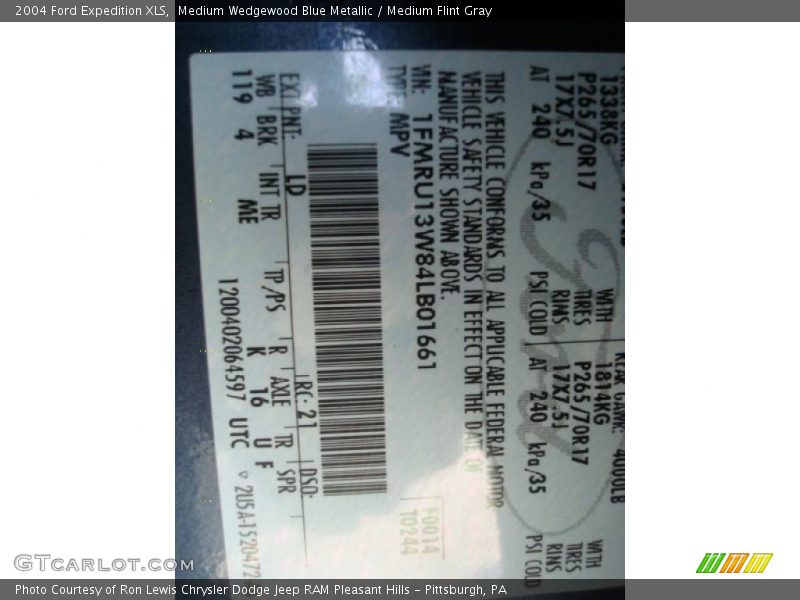 2004 Ford Expedition XLS, Medium Wedgewood Blue Metallic / Medium Flint Gray
1338KG
1814KG 4000LB
P265/70R17 WITH TIRES P265/70R17 WITH TIRES
17X7.5J RIMS 17X7.5J RIMS
AT 240 kPa/35 PSI COLD AT 240 kPa/35 PSI COLD
THIS VEHICLE CONFORMS TO ALL APPLICABLE FEDERAL MOTOR
VEHICLE SAFETY STANDARDS IN EFFECT ON THE DATE OF
MANUFACTURE SHOWN ABOVE.
VIN: 1FMRU13W84LB01661
TYPE MPV
F0014
T0244
EXT PNT: LD RC: 21 DSO:
WB BRK INT TR TP/PS R AXLE TR SPR
119 4 ME K 16 U F
1200402064597 UTC
GTCarLot.com
Photo Courtesy of Ron Lewis Chrysler Dodge Jeep RAM Pleasant Hills - Pittsburgh, PA